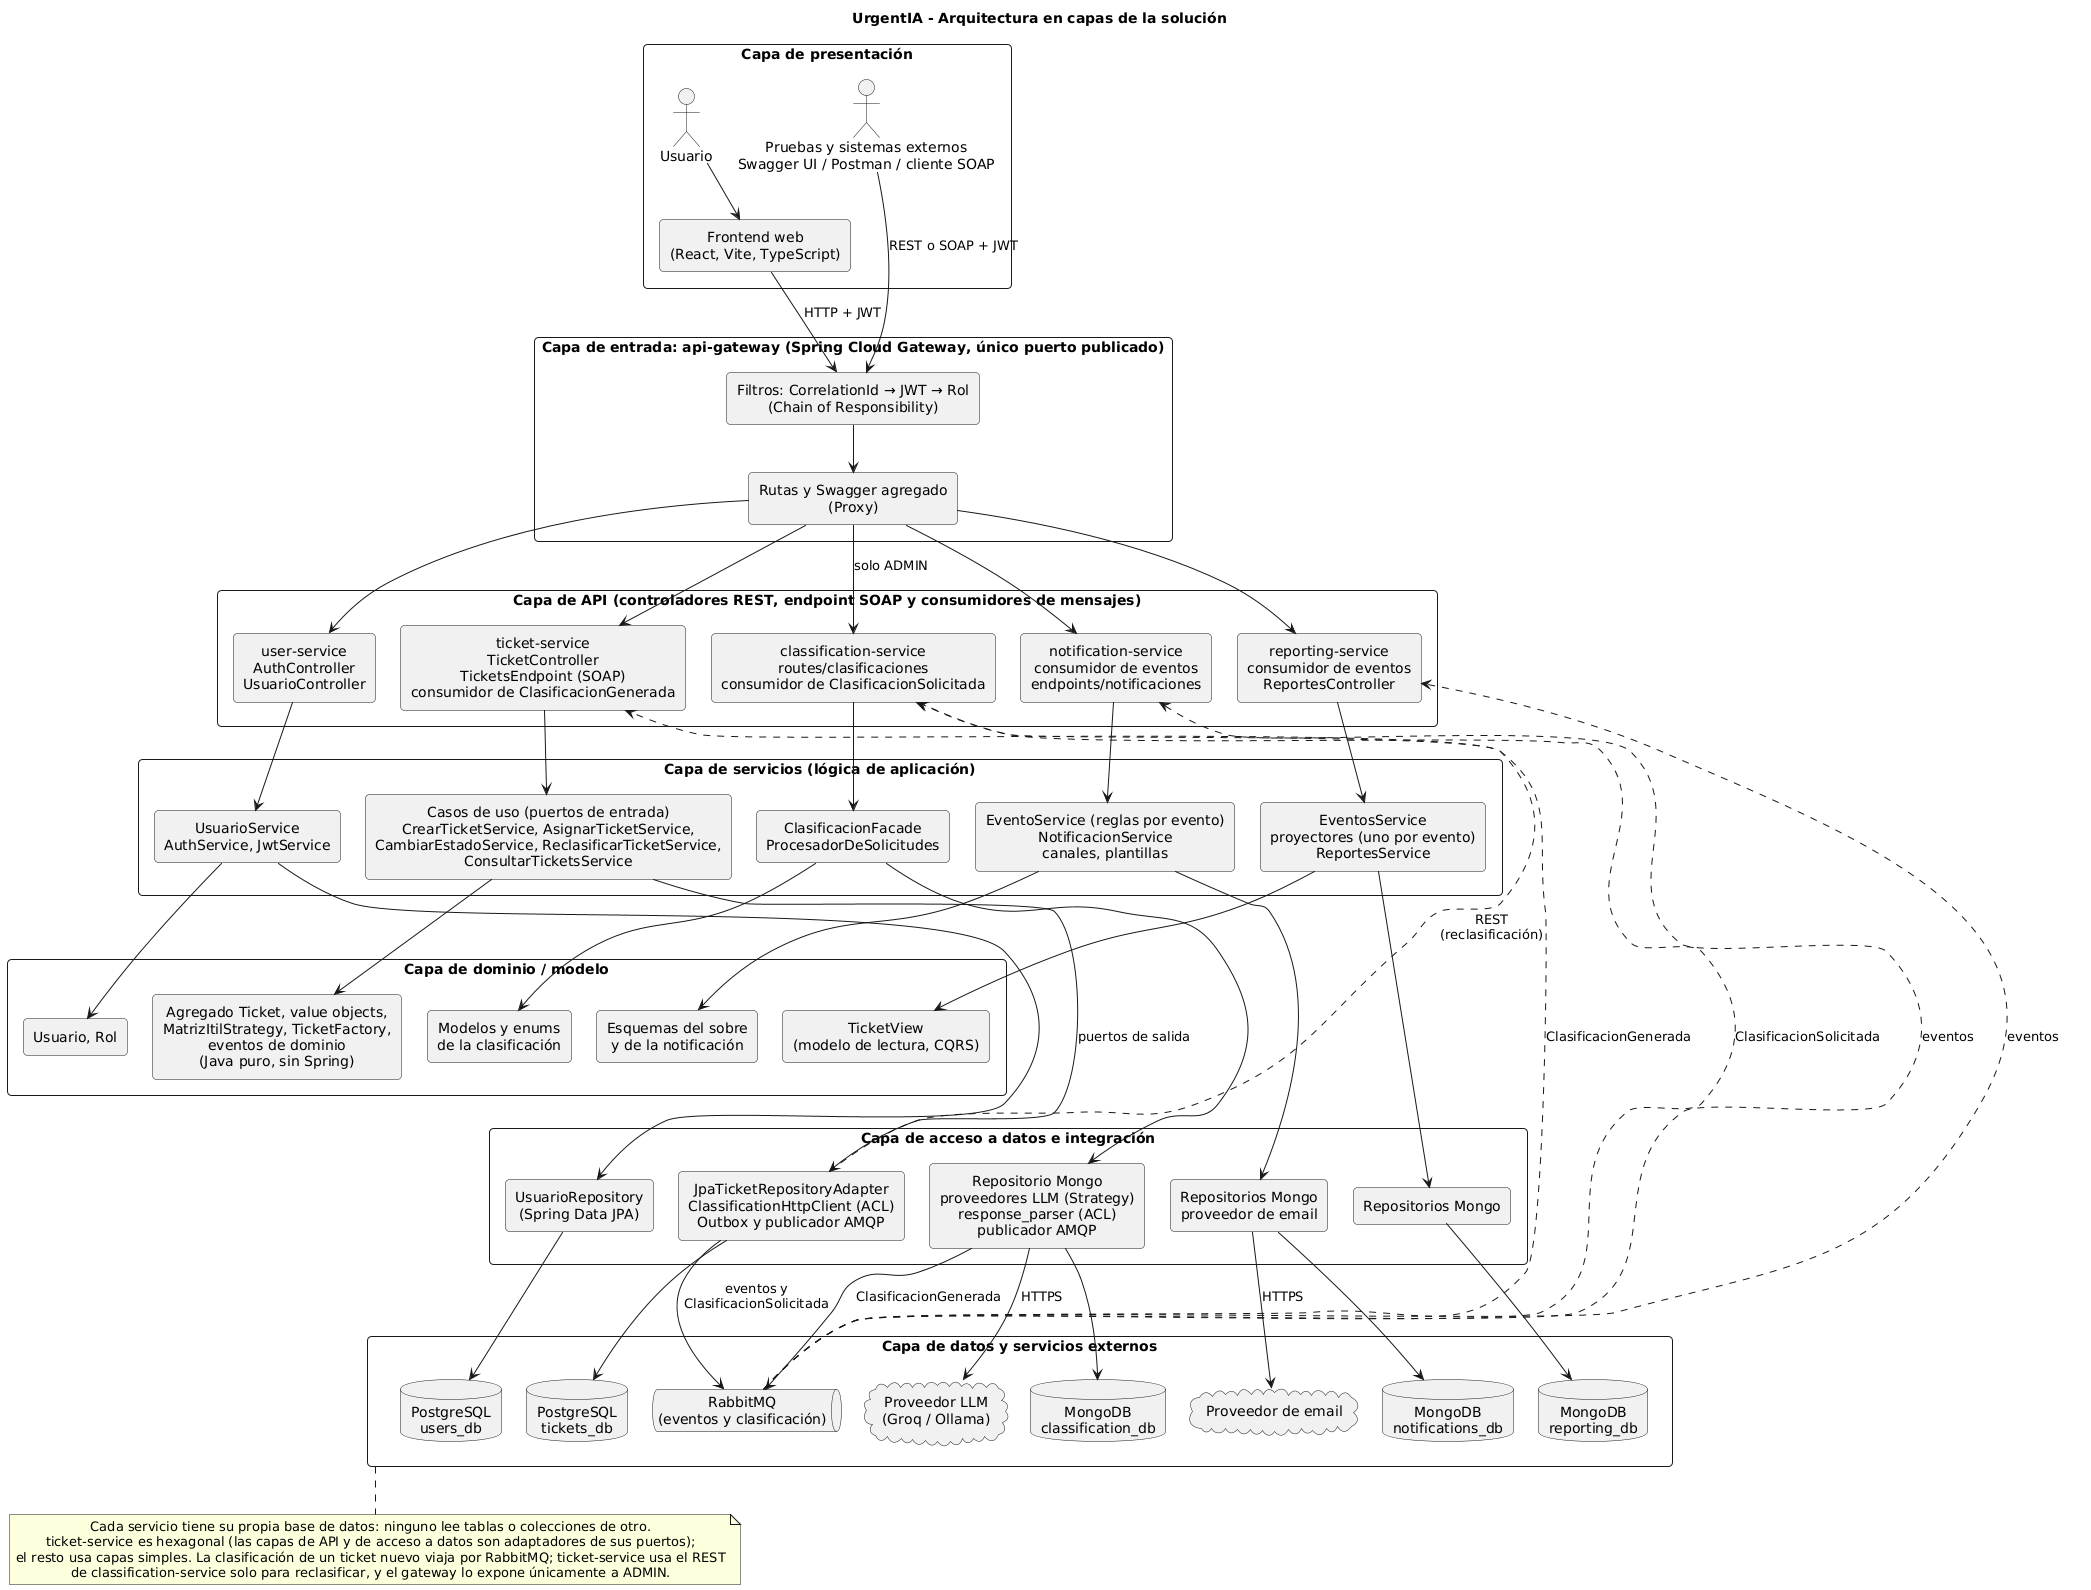 UrgentIA - Arquitectura en capas de la solución
Capa de presentación
Usuario
Pruebas y sistemas externos
Swagger UI / Postman / cliente SOAP
Frontend web
(React, Vite, TypeScript)
REST o SOAP + JWT
HTTP + JWT
Capa de entrada: api-gateway (Spring Cloud Gateway, único puerto publicado)
Filtros: CorrelationId → JWT → Rol
(Chain of Responsibility)
Rutas y Swagger agregado
(Proxy)
solo ADMIN
Capa de API (controladores REST, endpoint SOAP y consumidores de mensajes)
user-service
AuthController
UsuarioController
ticket-service
TicketController
TicketsEndpoint (SOAP)
consumidor de ClasificacionGenerada
classification-service
routes/clasificaciones
consumidor de ClasificacionSolicitada
notification-service
consumidor de eventos
endpoints/notificaciones
reporting-service
consumidor de eventos
ReportesController
Capa de servicios (lógica de aplicación)
UsuarioService
AuthService, JwtService
Casos de uso (puertos de entrada)
CrearTicketService, AsignarTicketService,
CambiarEstadoService, ReclasificarTicketService,
ConsultarTicketsService
ClasificacionFacade
ProcesadorDeSolicitudes
EventoService (reglas por evento)
NotificacionService
canales, plantillas
EventosService
proyectores (uno por evento)
ReportesService
REST
(reclasificación)
Capa de dominio / modelo
Usuario, Rol
Agregado Ticket, value objects,
MatrizItilStrategy, TicketFactory,
eventos de dominio
(Java puro, sin Spring)
Modelos y enums
de la clasificación
Esquemas del sobre
y de la notificación
TicketView
(modelo de lectura, CQRS)
puertos de salida
ClasificacionGenerada
ClasificacionSolicitada
eventos
eventos
Capa de acceso a datos e integración
UsuarioRepository
(Spring Data JPA)
JpaTicketRepositoryAdapter
ClassificationHttpClient (ACL)
Outbox y publicador AMQP
Repositorio Mongo
proveedores LLM (Strategy)
response_parser (ACL)
publicador AMQP
Repositorios Mongo
proveedor de email
Repositorios Mongo
eventos y
ClasificacionSolicitada
ClasificacionGenerada
HTTPS
HTTPS
Capa de datos y servicios externos
PostgreSQL
users_db
PostgreSQL
tickets_db
RabbitMQ
(eventos y clasificación)
Proveedor LLM
(Groq / Ollama)
MongoDB
classification_db
Proveedor de email
MongoDB
notifications_db
MongoDB
reporting_db
Cada servicio tiene su propia base de datos: ninguno lee tablas o colecciones de otro.
ticket-service es hexagonal (las capas de API y de acceso a datos son adaptadores de sus puertos);
el resto usa capas simples. La clasificación de un ticket nuevo viaja por RabbitMQ; ticket-service usa el REST
de classification-service solo para reclasificar, y el gateway lo expone únicamente a ADMIN.